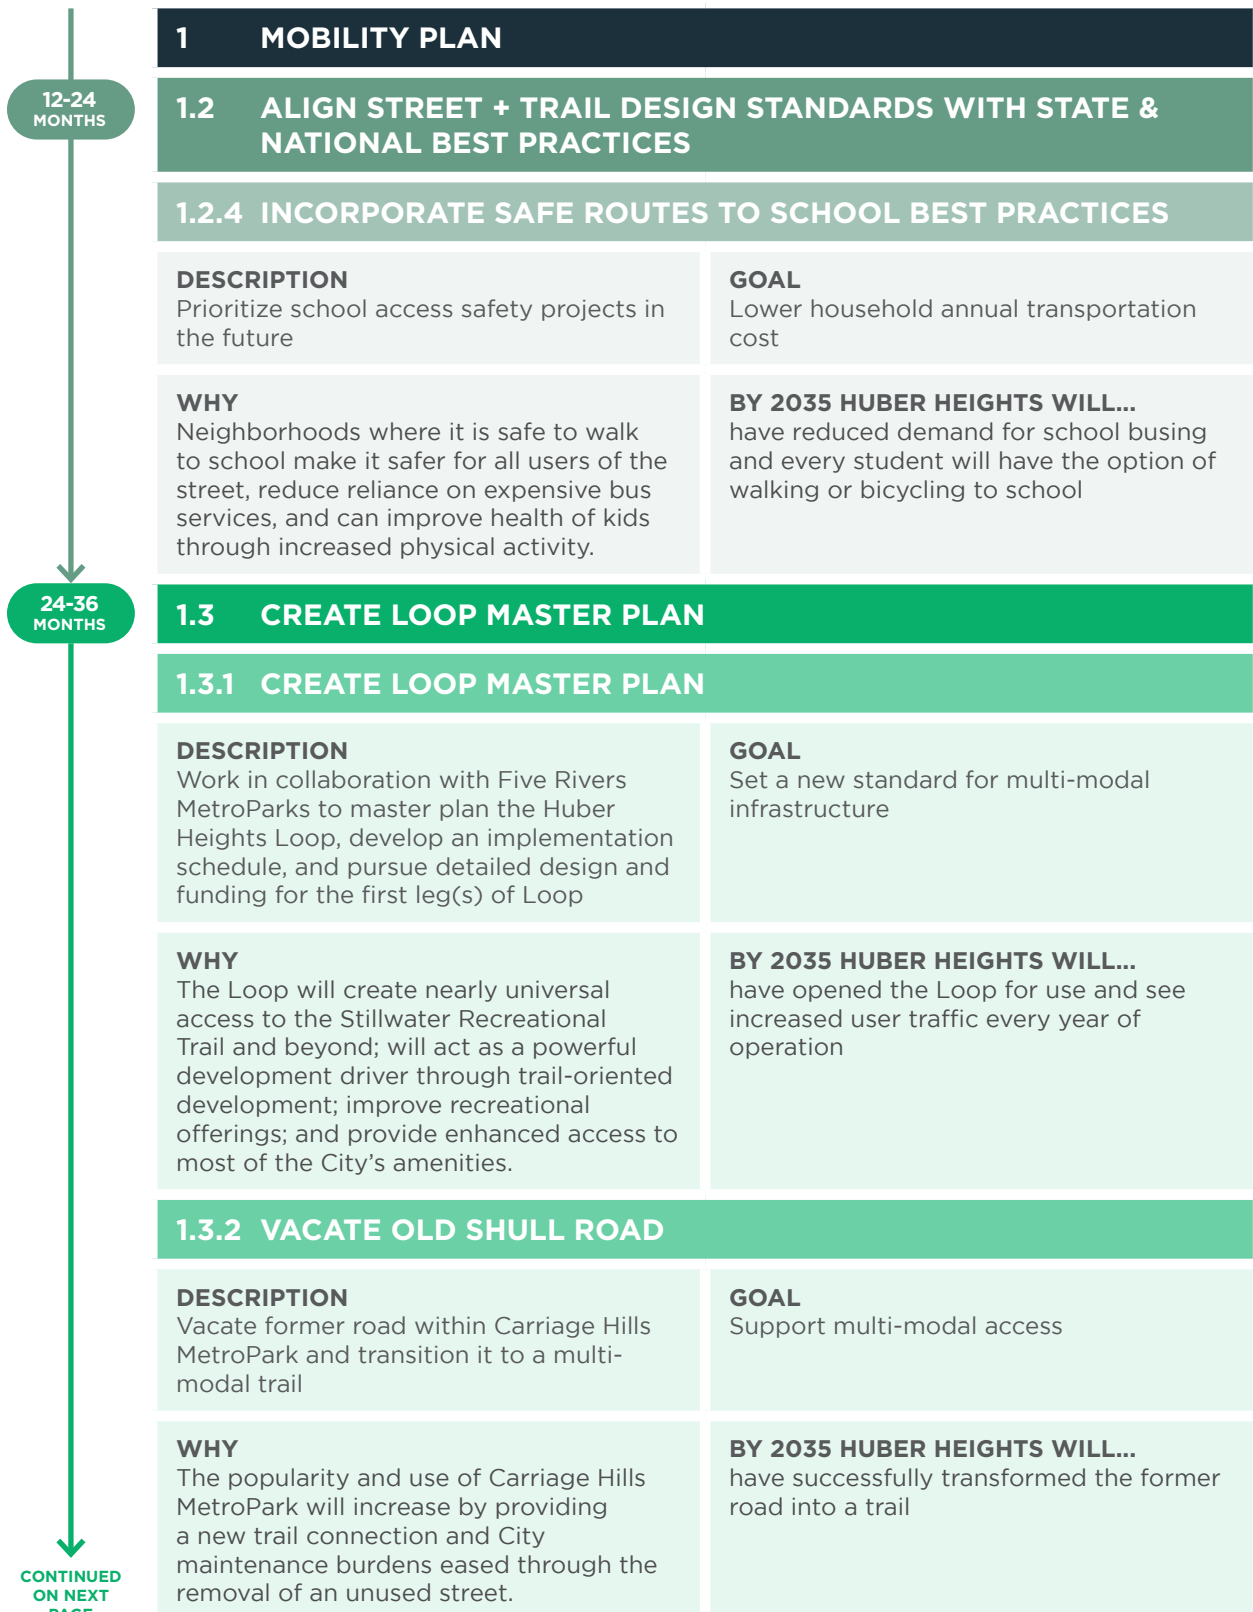 1 MOBILITY PLAN
12-24
MONTHS
1.2 ALIGN STREET + TRAIL DESIGN STANDARDS WITH STATE &
NATIONAL BEST PRACTICES
1.2.4 INCORPORATE SAFE ROUTES TO SCHOOL BEST PRACTICES
DESCRIPTION
Prioritize school access safety projects in
the future
GOAL
Lower household annual transportation
cost
WHY
Neighborhoods where it is safe to walk
to school make it safer for all users of the
street, reduce reliance on expensive bus
services, and can improve health of kids
through increased physical activity.
BY 2035 HUBER HEIGHTS WILL...
have reduced demand for school busing
and every student will have the option of
walking or bicycling to school
24-36
MONTHS
1.3 CREATE LOOP MASTER PLAN
1.3.1 CREATE LOOP MASTER PLAN
DESCRIPTION
Work in collaboration with Five Rivers
MetroParks to master plan the Huber
Heights Loop, develop an implementation
schedule, and pursue detailed design and
funding for the first leg(s) of Loop
GOAL
Set a new standard for multi-modal
infrastructure
WHY
The Loop will create nearly universal
access to the Stillwater Recreational
Trail and beyond; will act as a powerful
development driver through trail-oriented
development; improve recreational
offerings; and provide enhanced access to
most of the City's amenities.
BY 2035 HUBER HEIGHTS WILL...
have opened the Loop for use and see
increased user traffic every year of
operation
1.3.2 VACATE OLD SHULL ROAD
DESCRIPTION
Vacate former road within Carriage Hills
MetroPark and transition it to a multi-
modal trail
GOAL
Support multi-modal access
WHY
The popularity and use of Carriage Hills
MetroPark will increase by providing
a new trail connection and City
maintenance burdens eased through the
removal of an unused street.
BY 2035 HUBER HEIGHTS WILL...
have successfully transformed the former
road into a trail
CONTINUED
ON NEXT
PAGE